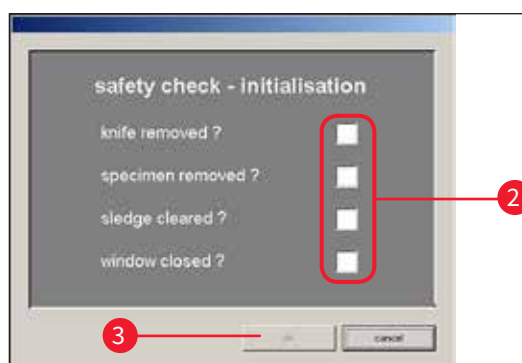 safety check - initialisation
knife removed ?
specimen removed ?
sledge cleared ?
window closed ?
2
3
cancel